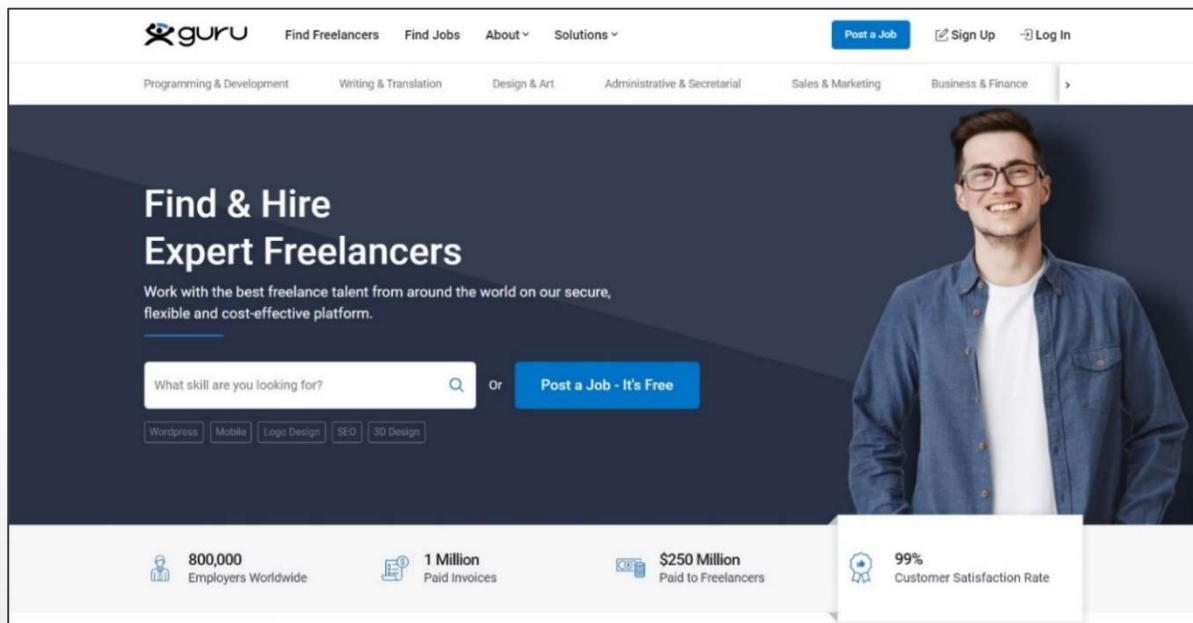 guru
Find Freelancers
Find Jobs
About
Solutions
Post a Job
Sign Up
Log In
Programming & Development
Writing & Translation
Design & Art
Administrative & Secretarial
Sales & Marketing
Business & Finance
Find & Hire
Expert Freelancers
Work with the best freelance talent from around the world on our secure,
flexible and cost-effective platform.
What skill are you looking for?
Or
Post a Job - It's Free
Wordpress
Mobile
Logo Design
SEO
3D Design
800,000
Employers Worldwide
1 Million
Paid Invoices
$250 Million
Paid to Freelancers
99%
Customer Satisfaction Rate